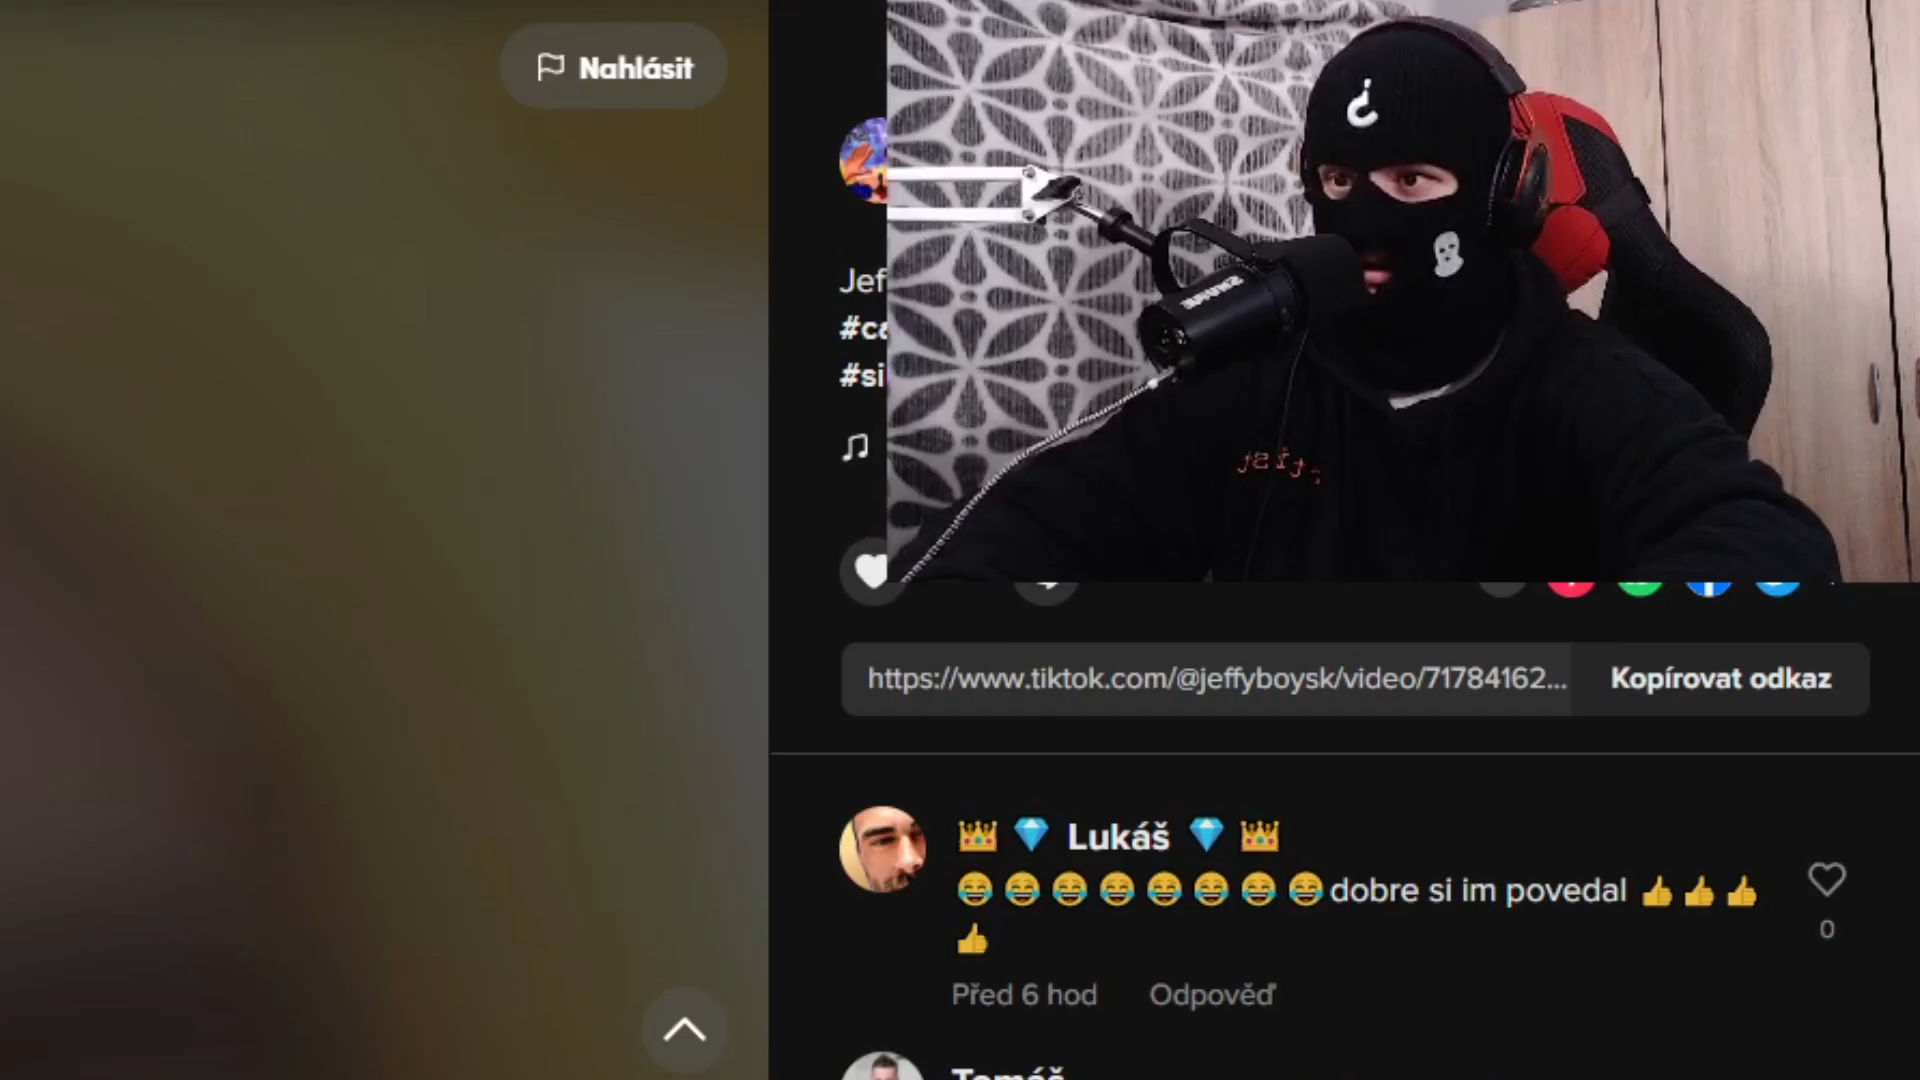 Nahlásit
Jef
#ca
#si
https://www.tiktok.com/@jeffyboysk/video/71784162...
Kopírovat odkaz
👑 💎 Lukáš 💎 👑
😂😂😂😂😂😂😂😂dobre si im povedal 👍👍👍
👍
0
Před 6 hod
Odpověď
Tomáš